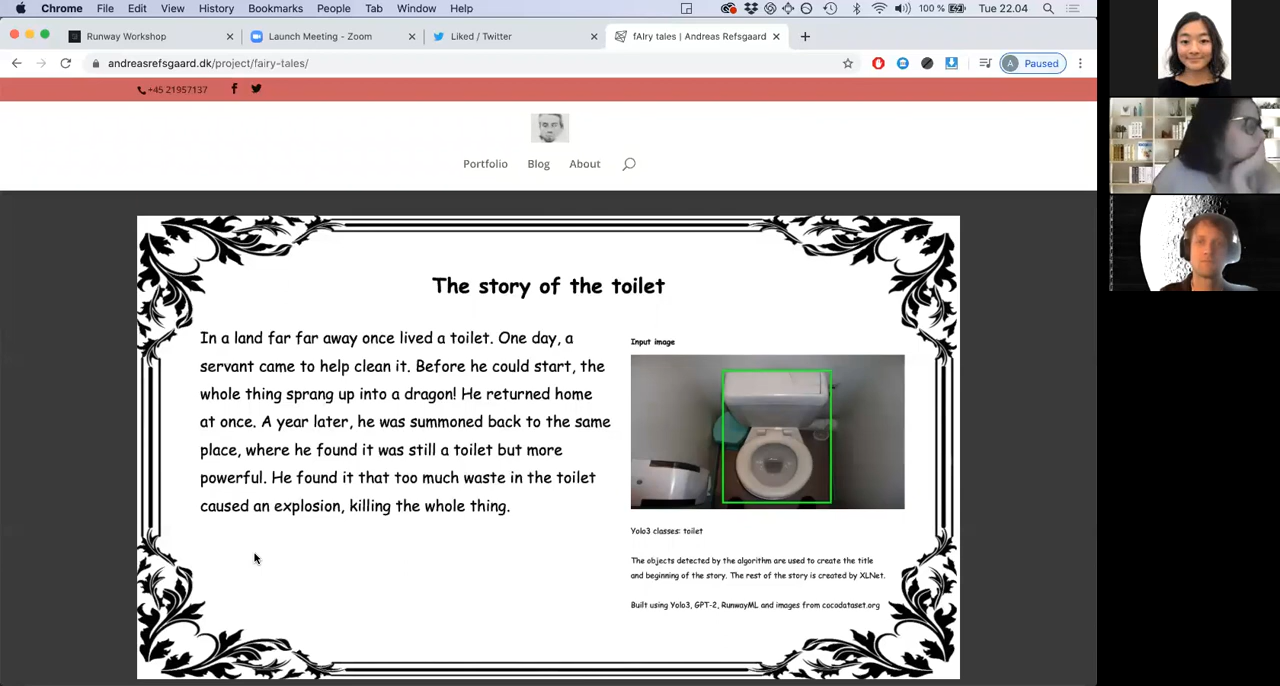 Chrome File Edit View History Bookmarks People Tab Window Help 100 % Tue 22.04
Runway Workshop Launch Meeting - Zoom Liked / Twitter fAIry tales | Andreas Refsgaard
andreasrefsgaard.dk/project/fairy-tales/ A Paused
+45 21957137
Portfolio Blog About
The story of the toilet
In a land far far away once lived a toilet. One day, a
servant came to help clean it. Before he could start, the
whole thing sprang up into a dragon! He returned home
at once. A year later, he was summoned back to the same
place, where he found it was still a toilet but more
powerful. He found it that too much waste in the toilet
caused an explosion, killing the whole thing.
Input image
Yolo3 classes: toilet
The objects detected by the algorithm are used to create the title
and beginning of the story. The rest of the story is created by XLNet.
Built using Yolo3, GPT-2, RunwayML and images from cocodataset.org